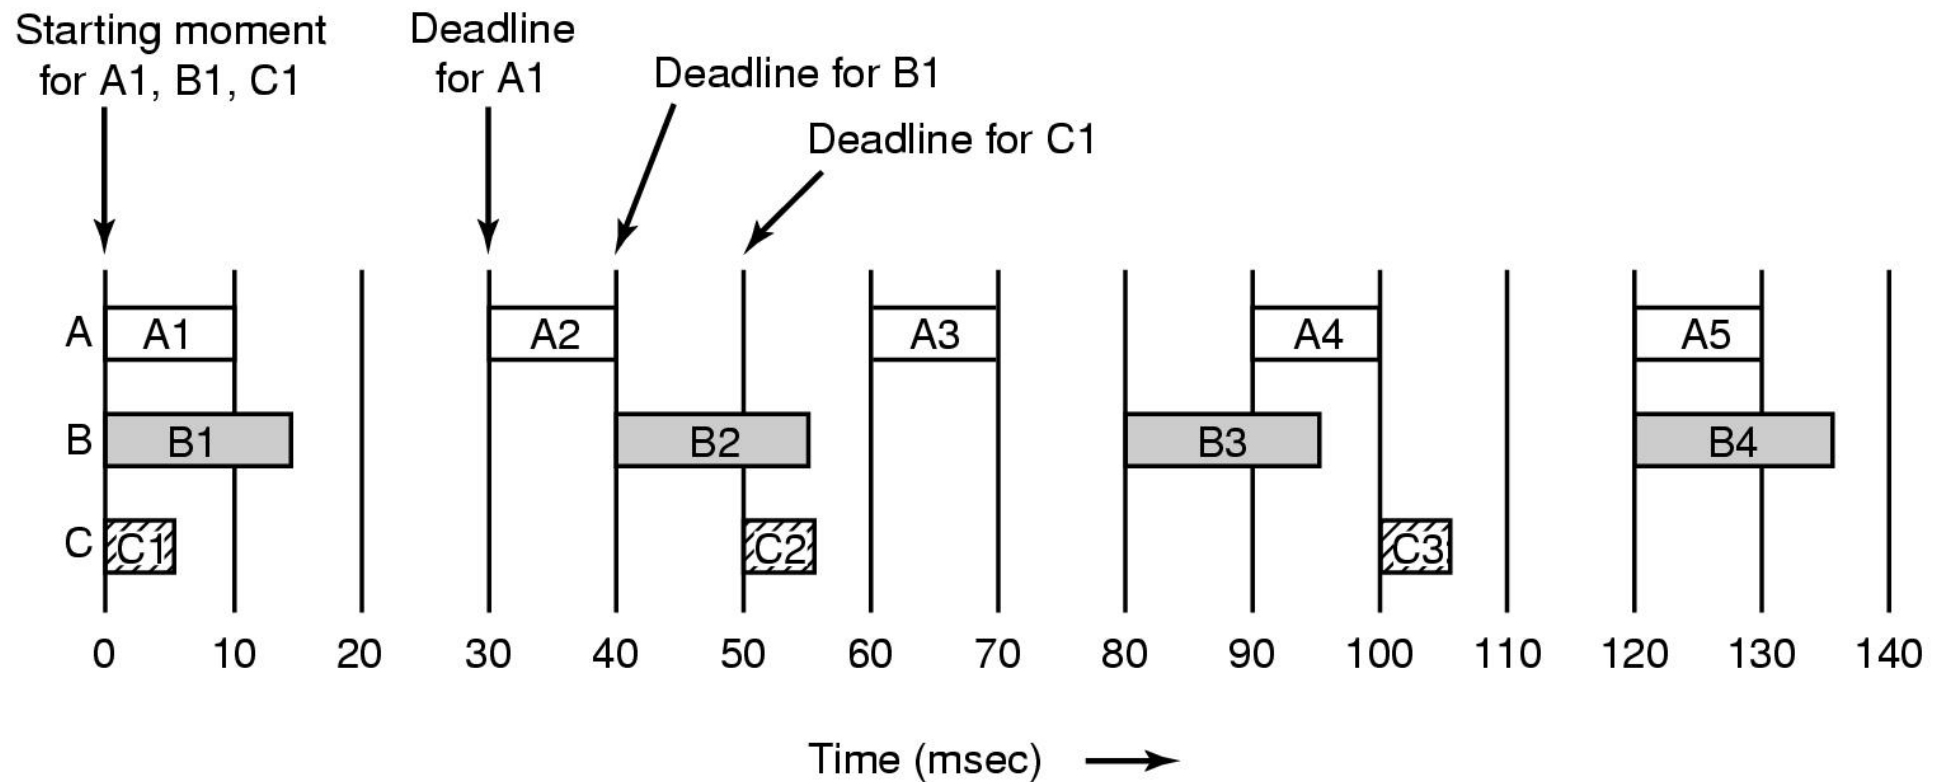 Starting moment
for A1, B1, C1
Deadline
for A1
Deadline for B1
Deadline for C1
A A1 A2 A3 A4 A5
B B1 B2 B3 B4
C C1 C2 C3
0 10 20 30 40 50 60 70 80 90 100 110 120 130 140
Time (msec)